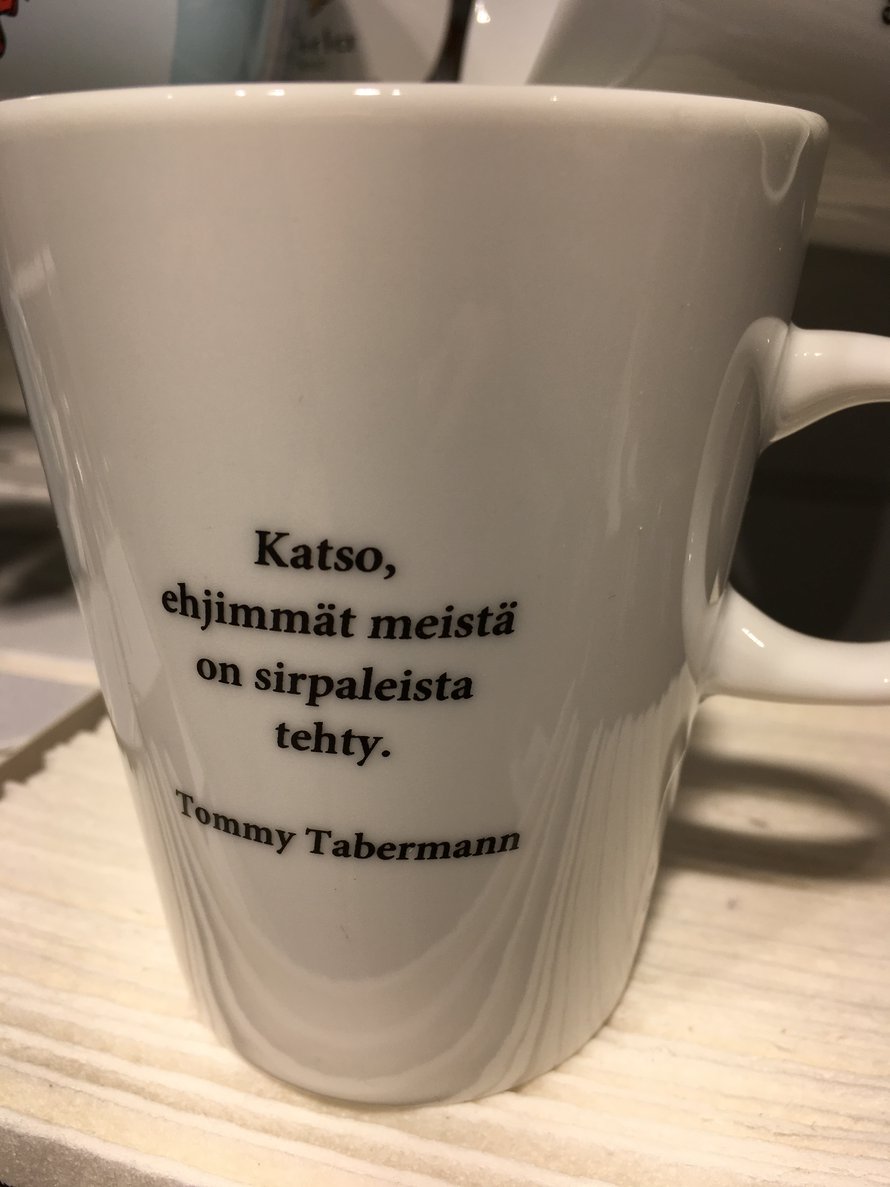 Katso,
ehjimmät meistä
on sirpaleista
tehty.
Tommy Tabermann